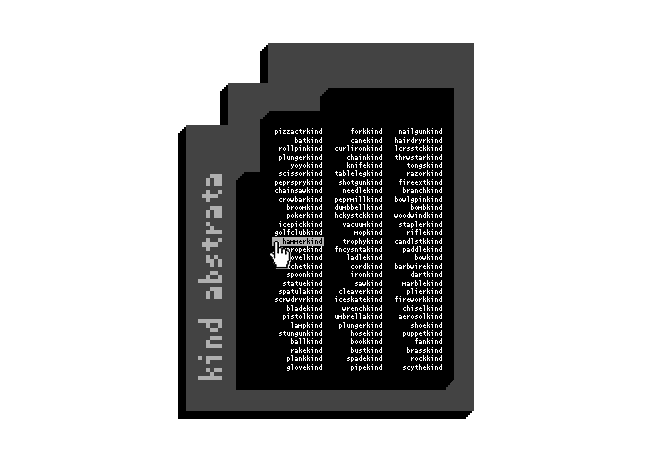 kind abstrata
pizzactrkind forkkind nailgunkind
batkind canekind hairdryrkind
rollpinkind curlironkind lcrsstckkind
plungerkind chainkind thrwstarkind
yoyokind knifekind tongskind
scissorkind tablelegkind razorkind
peprsprykind shotgunkind fireextkind
chainsawkind needlekind branchkind
crowbarkind peprmillkind bowlgpinkind
broomkind dumbbellkind bombkind
pokerkind hckystckkind woodwindkind
icepickkind vacuumkind staplerkind
golfclubkind mopkind riflekind
hammerkind trophykind candlstkkind
ropekind fncysntakind paddlekind
ladlekind bowkind
cordkind barbwirekind
spoonkind ironkind dartkind
statuekind sawkind marblekind
spatulakind cleaverkind plierkind
scrwdrvrkind iceskatekind fireworkkind
bladekind wrenchkind chiselkind
pistolkind umbrellakind aerosolkind
lampkind plungerkind shoekind
stungunkind hosekind puppetkind
ballkind bookkind fankind
rakekind bustkind brasskind
plankkind spadekind rockkind
glovekind pipekind scythekind